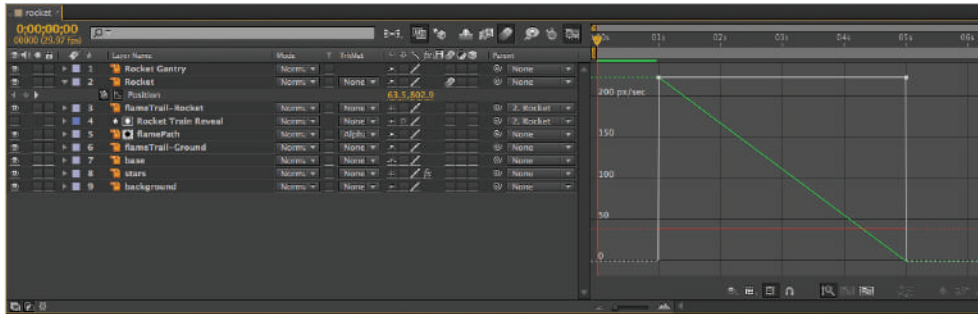 rocket
0;00;00;00
00000 (29.97 fps)
# Layer Name Mode T TrkMat Parent
1 Rocket Gantry Norm: None
2 Rocket Norm: None None
Position 63.5,802.9
3 flameTrail-Rocket Norm: None 2. Rocket
4 Rocket Train Reveal Norm: None 2. Rocket
5 flamePath Norm: Alpha None
6 flameTrail-Ground Norm: None None
7 base Norm: None None
8 stars Norm: None None
9 background Norm: None None
01s 02s 03s 04s 05s 06s
200 px/sec
150
100
50
0